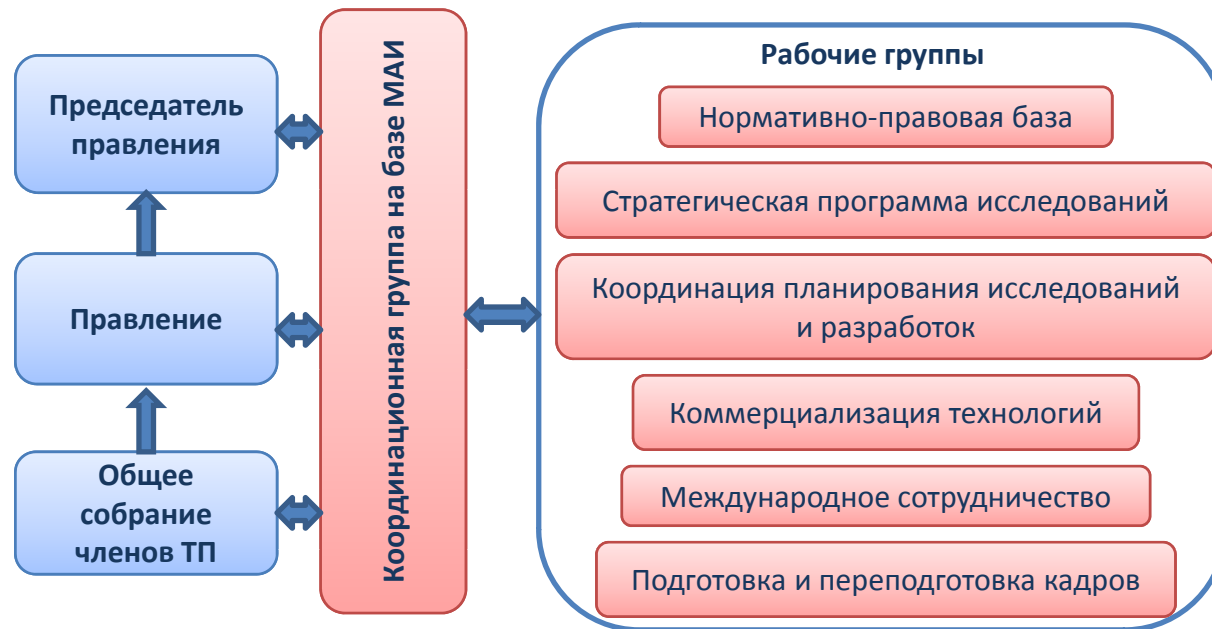 Председатель
правления
Правление
Общее
собрание
членов ТП
Координационная группа на базе МАИ
Рабочие группы
Нормативно-правовая база
Стратегическая программа исследований
Координация планирования исследований
и разработок
Коммерциализация технологий
Международное сотрудничество
Подготовка и переподготовка кадров